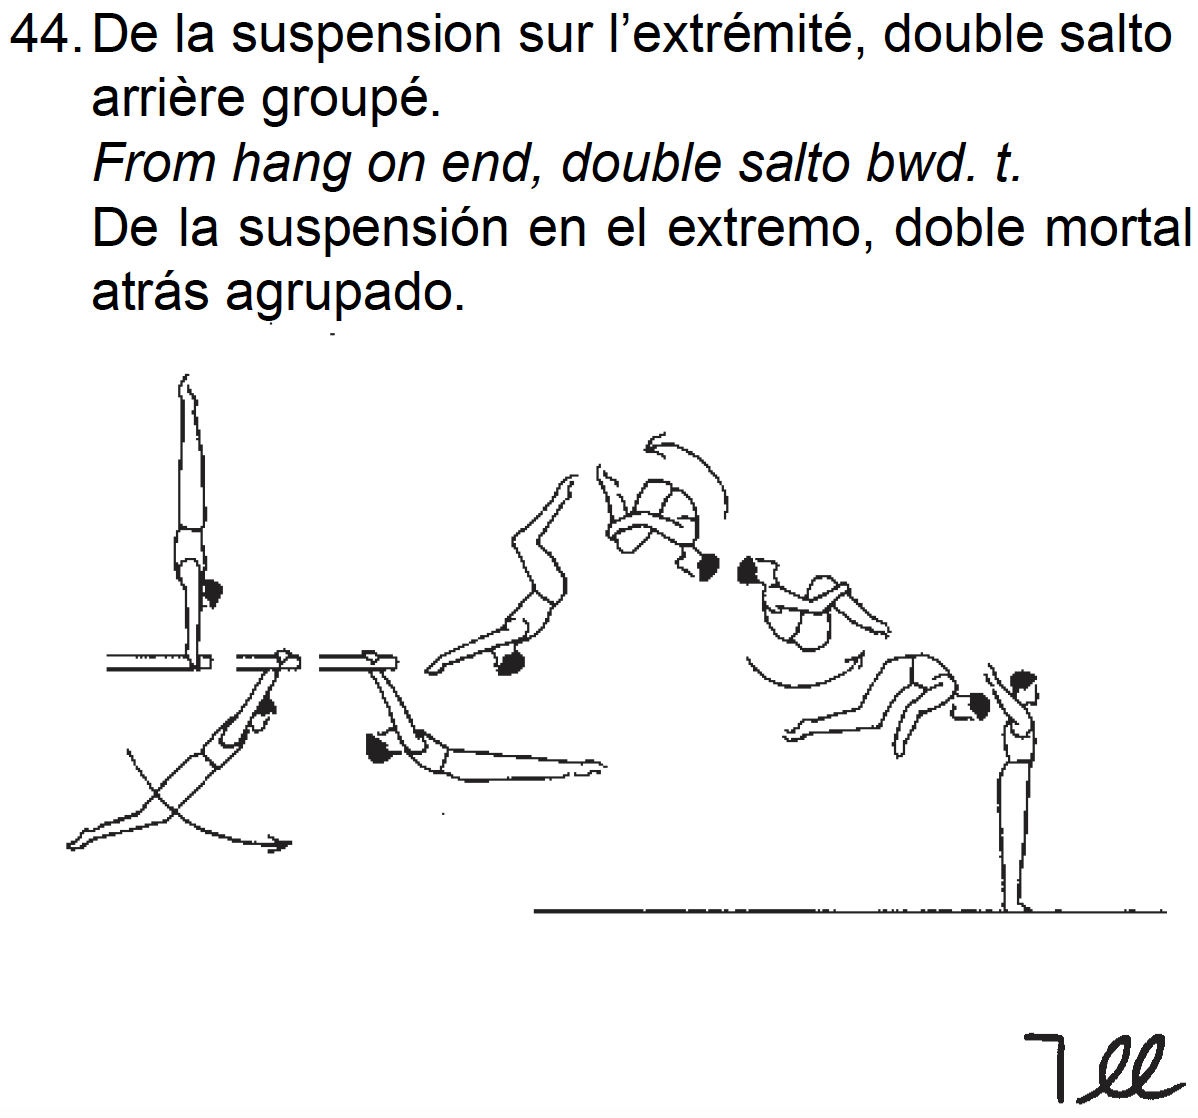 44. De la suspension sur l’extrémité, double salto
arrière groupé.
From hang on end, double salto bwd. t.
De la suspensión en el extremo, doble mortal
atrás agrupado.